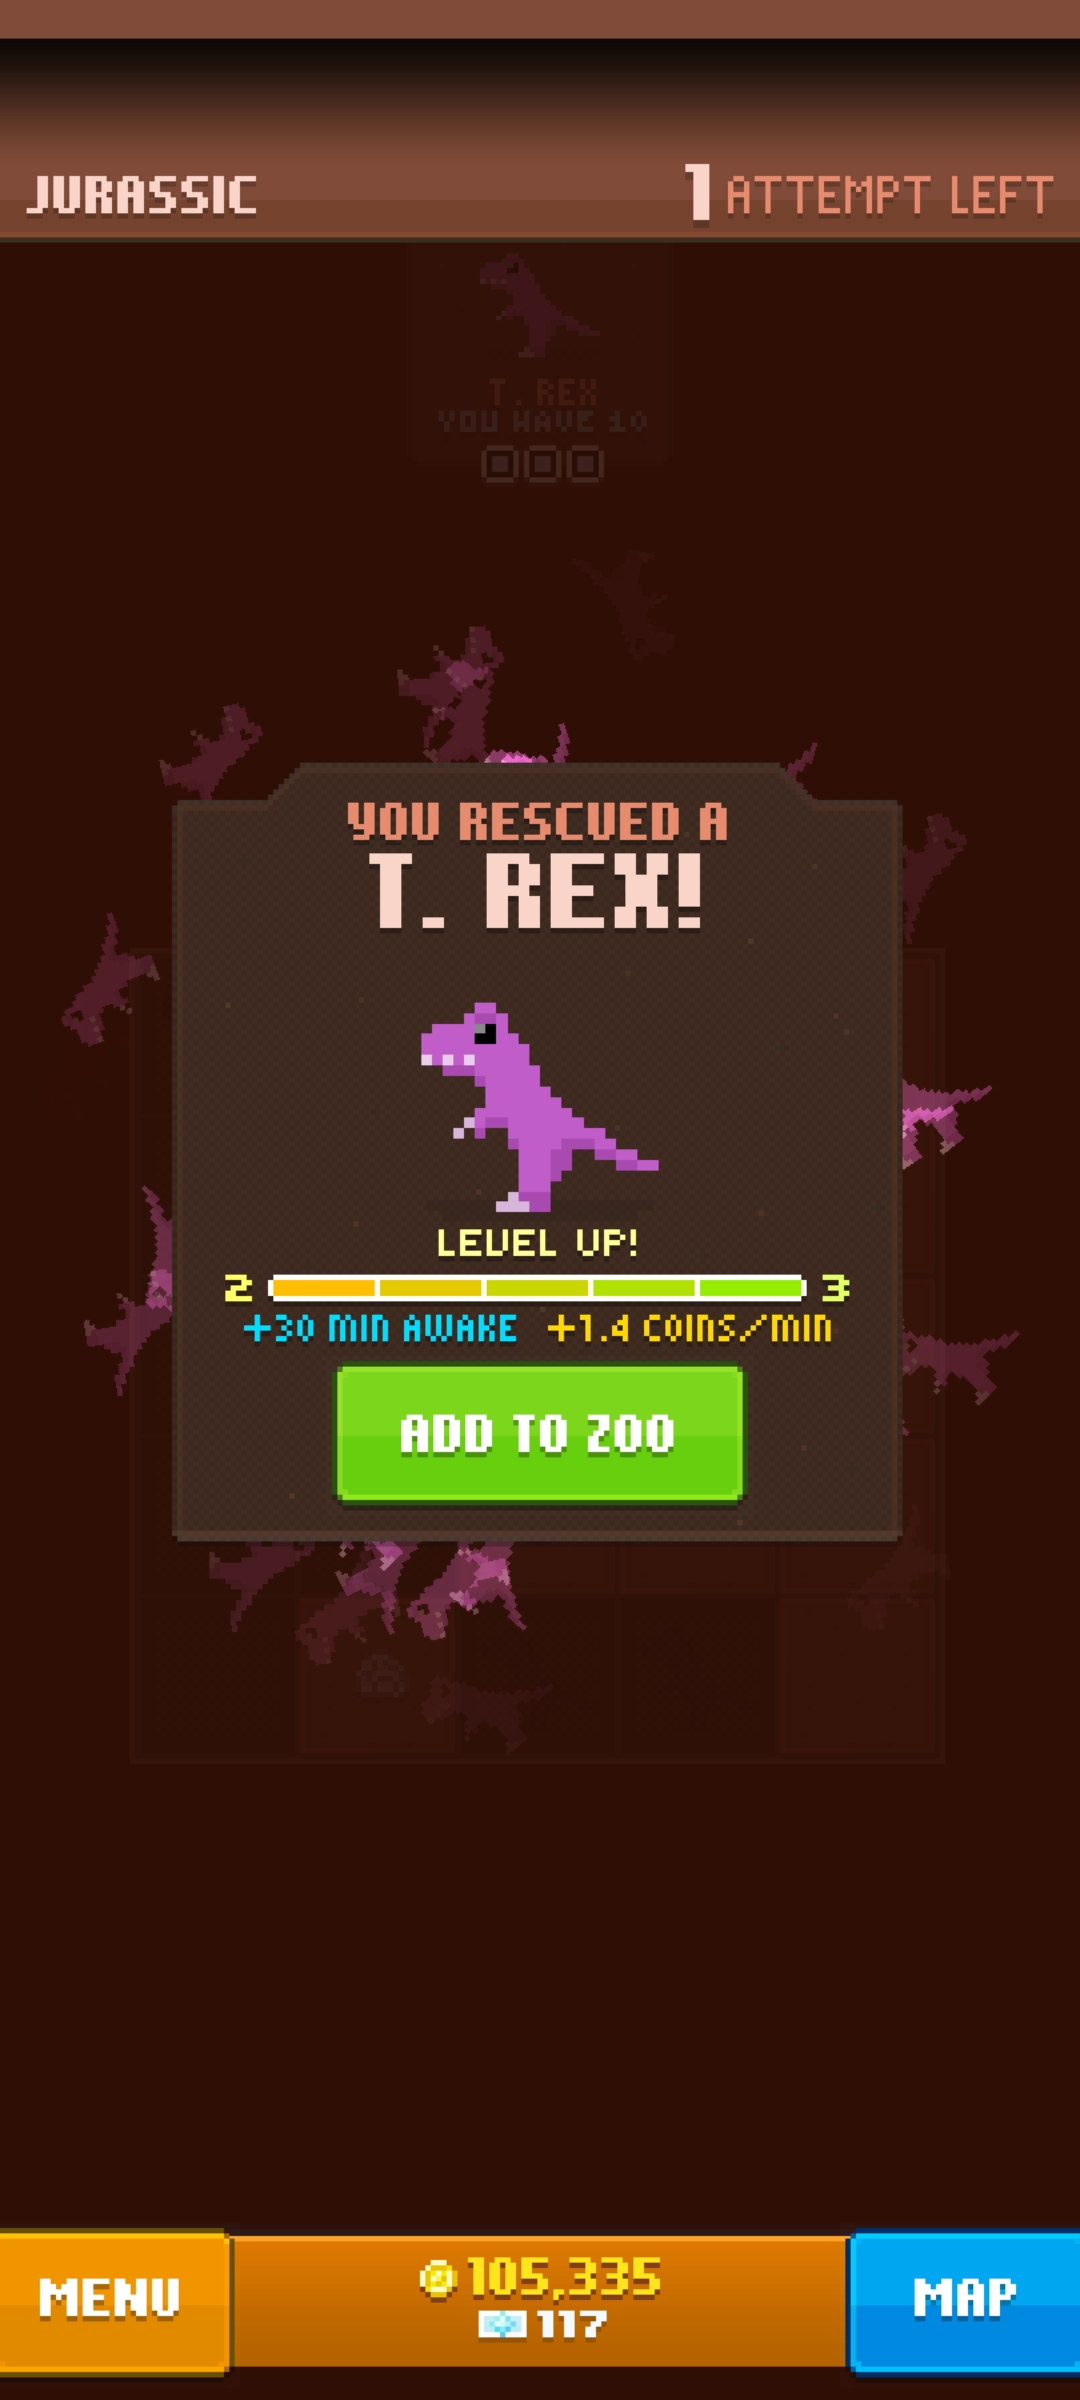 JURASSIC
1 ATTEMPT LEFT
T. REX
YOU HAVE 10
YOU RESCUED A
T. REX!
LEVEL UP!
2 3
+30 MIN AWAKE +1.4 COINS/MIN
ADD TO ZOO
MENU
105,335
117
MAP